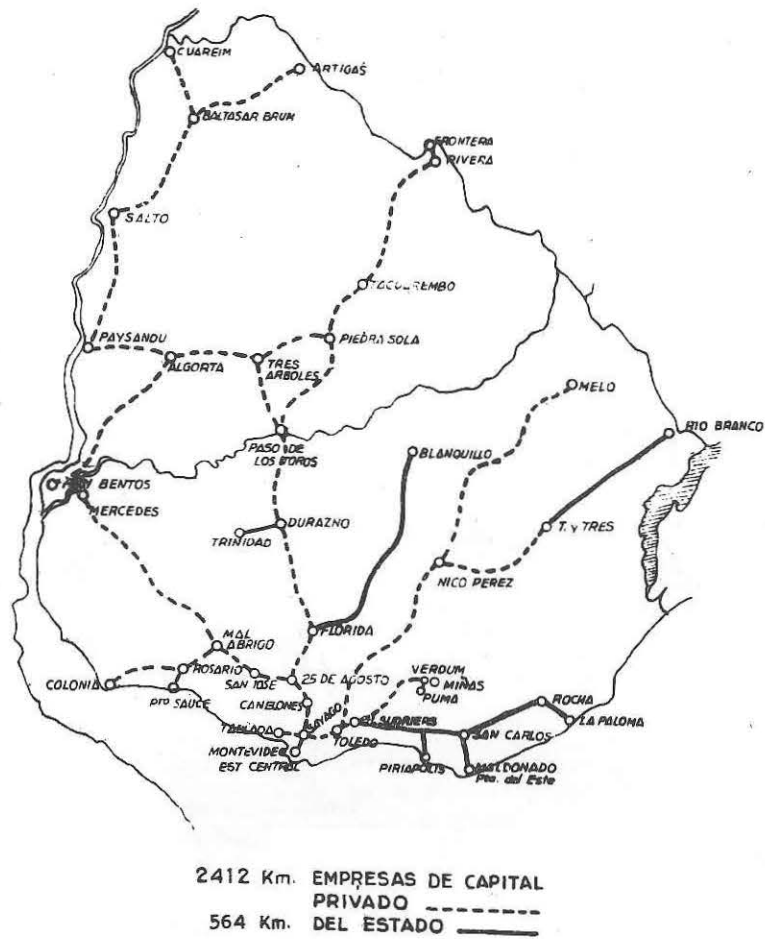 CUAREIM
ARTIGAS
BALTASAR BRUM
FRONTERA
RIVERA
SALTO
TACUAREMBO
PAYSANDU
ALGORTA
TRES
ARBOLES
PIEDRA SOLA
MELO
RIO BRANCO
PASO DE
LOS TOROS
BLANQUILLO
BENTOS
MERCEDES
DURAZNO
TRINIDAD
T. y TRES
NICO PEREZ
FLORIDA
MAL
ABRIGO
ROSARIO
SAN JOSE
25 DE AGOSTO
COLONIA
Pto SAUCE
CANELONES
VERDUM
MINAS
PUMA
ROCHA
LA PALOMA
TABLADA
SAYAGO
TOLEDO
SAN CARLOS
MONTEVIDEO
EST CENTRAL
PIRIAPOLIS
MALDONADO
Pta. del Este
2412 Km. EMPRESAS DE CAPITAL
PRIVADO
564 Km. DEL ESTADO